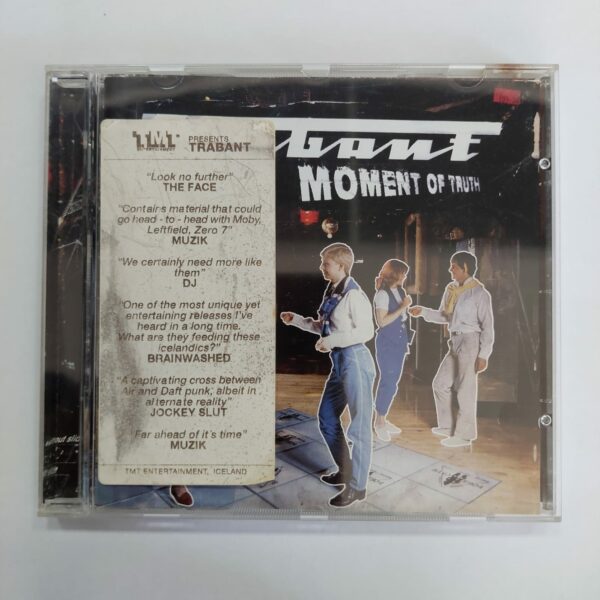 TMT
ENTERTAINMENT
PRESENTS
TRABANT
"Look no further"
THE FACE
"Contains material that could
go head - to - head with Moby,
Leftfield, Zero 7"
MUZIK
"We certainly need more like
them"
DJ
"One of the most unique yet
entertaining releases I've
heard in a long time.
What are they feeding these
icelandics?"
BRAINWASHED
"A captivating cross between
Air and Daft punk, albeit in
alternate reality"
JOCKEY SLUT
"Far ahead of it's time"
MUZIK
TMT ENTERTAINMENT, ICELAND
bant
MOMENT OF TRUTH